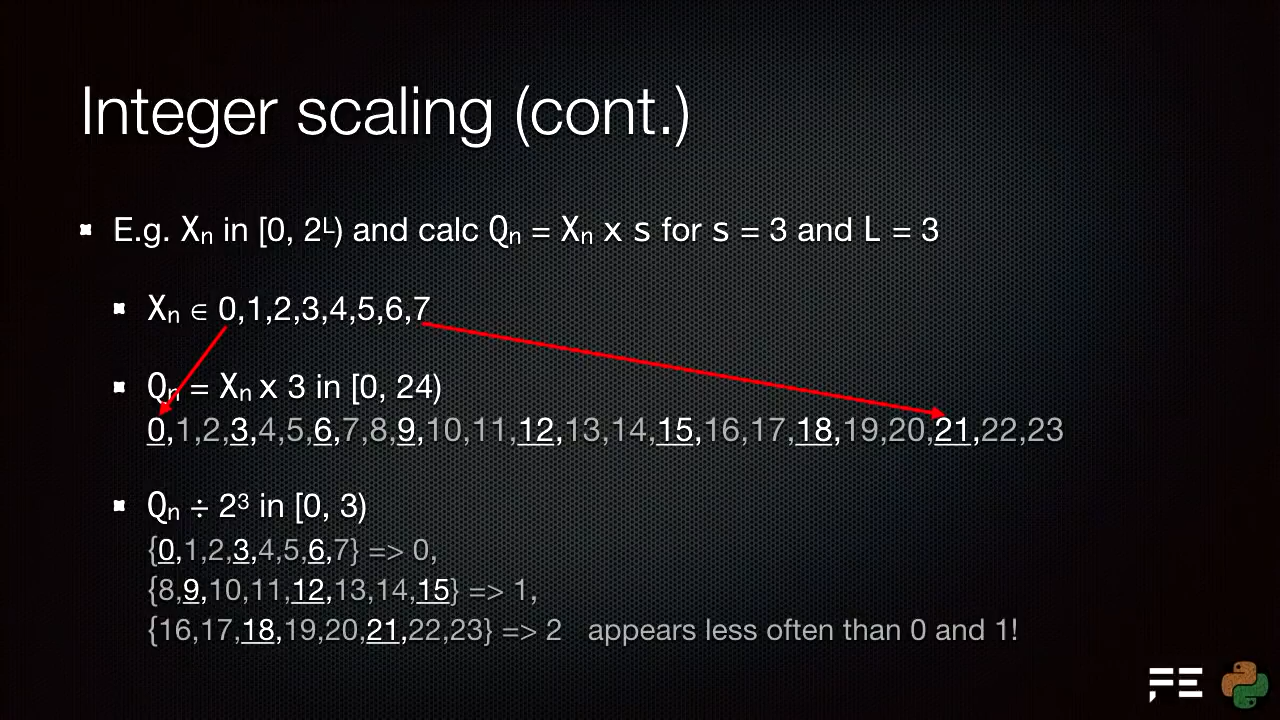 Integer scaling (cont.)
E.g. Xₙ in [0, 2ᴸ) and calc Qₙ = Xₙ x s for s = 3 and L = 3
Xₙ ∈ 0,1,2,3,4,5,6,7
Qₙ = Xₙ x 3 in [0, 24)
0,1,2,3,4,5,6,7,8,9,10,11,12,13,14,15,16,17,18,19,20,21,22,23
Qₙ ÷ 2³ in [0, 3)
{0,1,2,3,4,5,6,7} => 0,
{8,9,10,11,12,13,14,15} => 1,
{16,17,18,19,20,21,22,23} => 2 appears less often than 0 and 1!
FE